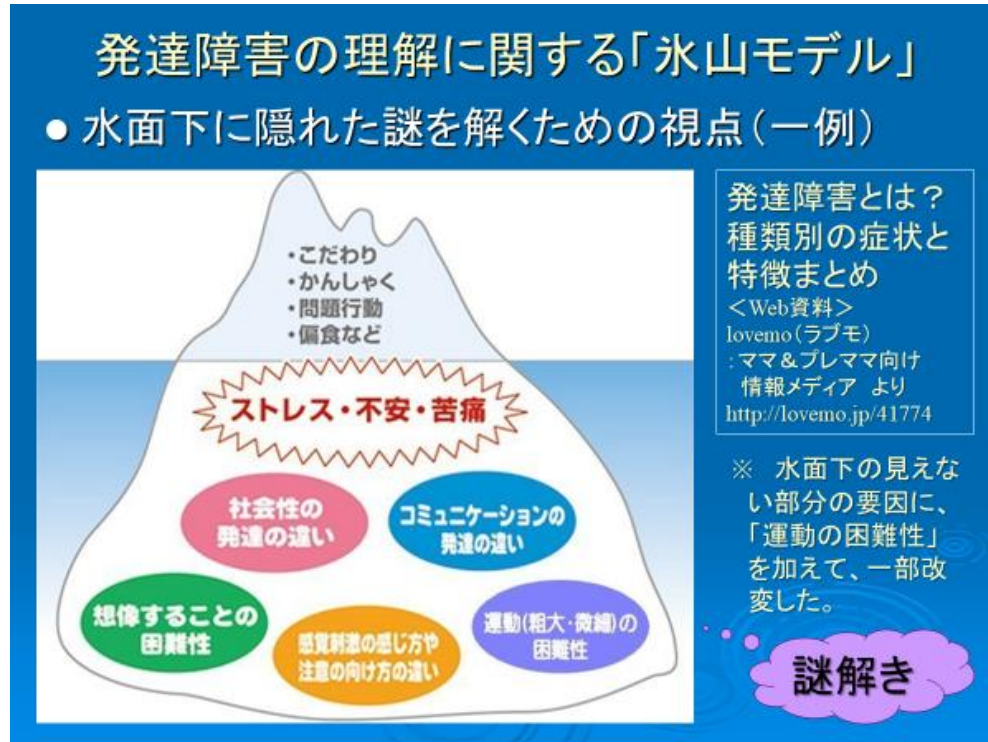 発達障害の理解に関する「氷山モデル」
● 水面下に隠れた謎を解くための視点（一例）
・こだわり
・かんしゃく
・問題行動
・偏食など
ストレス・不安・苦痛
社会性の
発達の違い
コミュニケーションの
発達の違い
想像することの
困難性
感覚刺激の感じ方や
注意の向け方の違い
運動(粗大・微細)の
困難性
発達障害とは？
種類別の症状と
特徴まとめ
＜Web資料＞
lovemo（ラブモ）
：ママ＆プレママ向け
情報メディア　より
http://lovemo.jp/41774
※　水面下の見えな
い部分の要因に、
「運動の困難性」
を加えて、一部改
変した。
謎解き